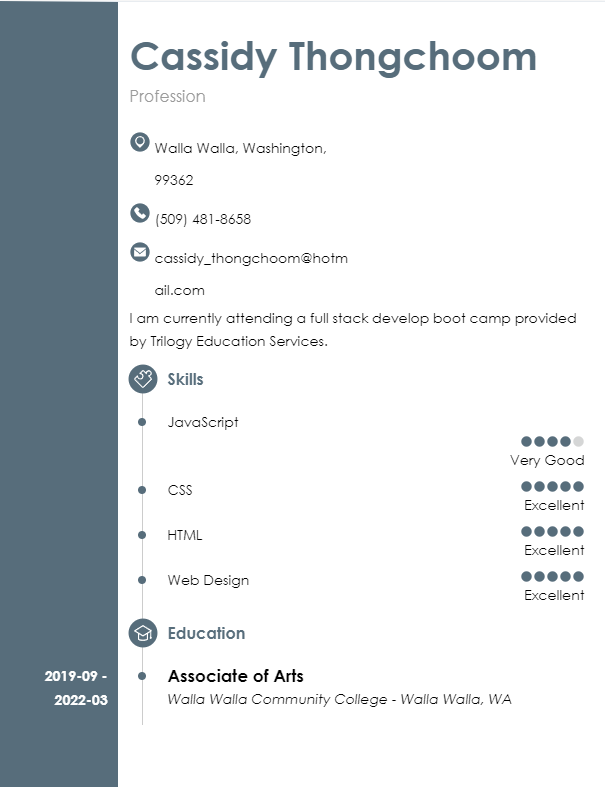 Cassidy Thongchoom
Profession
Walla Walla, Washington,
99362
(509) 481-8658
cassidy_thongchoom@hotm
ail.com
I am currently attending a full stack develop boot camp provided
by Trilogy Education Services.
Skills
JavaScript
Very Good
CSS
Excellent
HTML
Excellent
Web Design
Excellent
Education
2019-09 -
2022-03
Associate of Arts
Walla Walla Community College - Walla Walla, WA